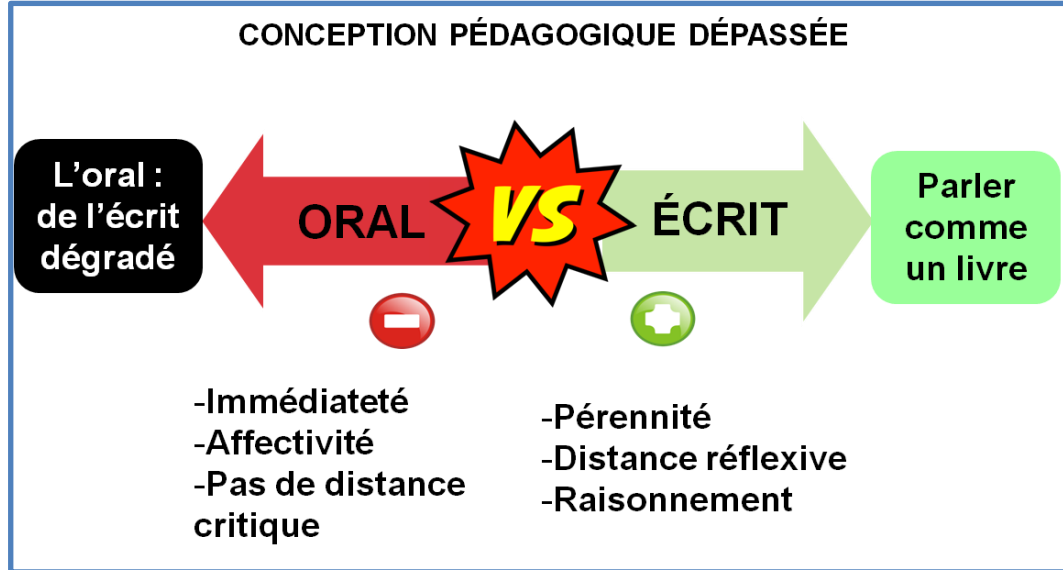 CONCEPTION PÉDAGOGIQUE DÉPASSÉE
L'oral :
de l'écrit
dégradé
ORAL
VS
ÉCRIT
Parler
comme
un livre
-Immédiateté
-Affectivité
-Pas de distance
critique
-Pérennité
-Distance réflexive
-Raisonnement